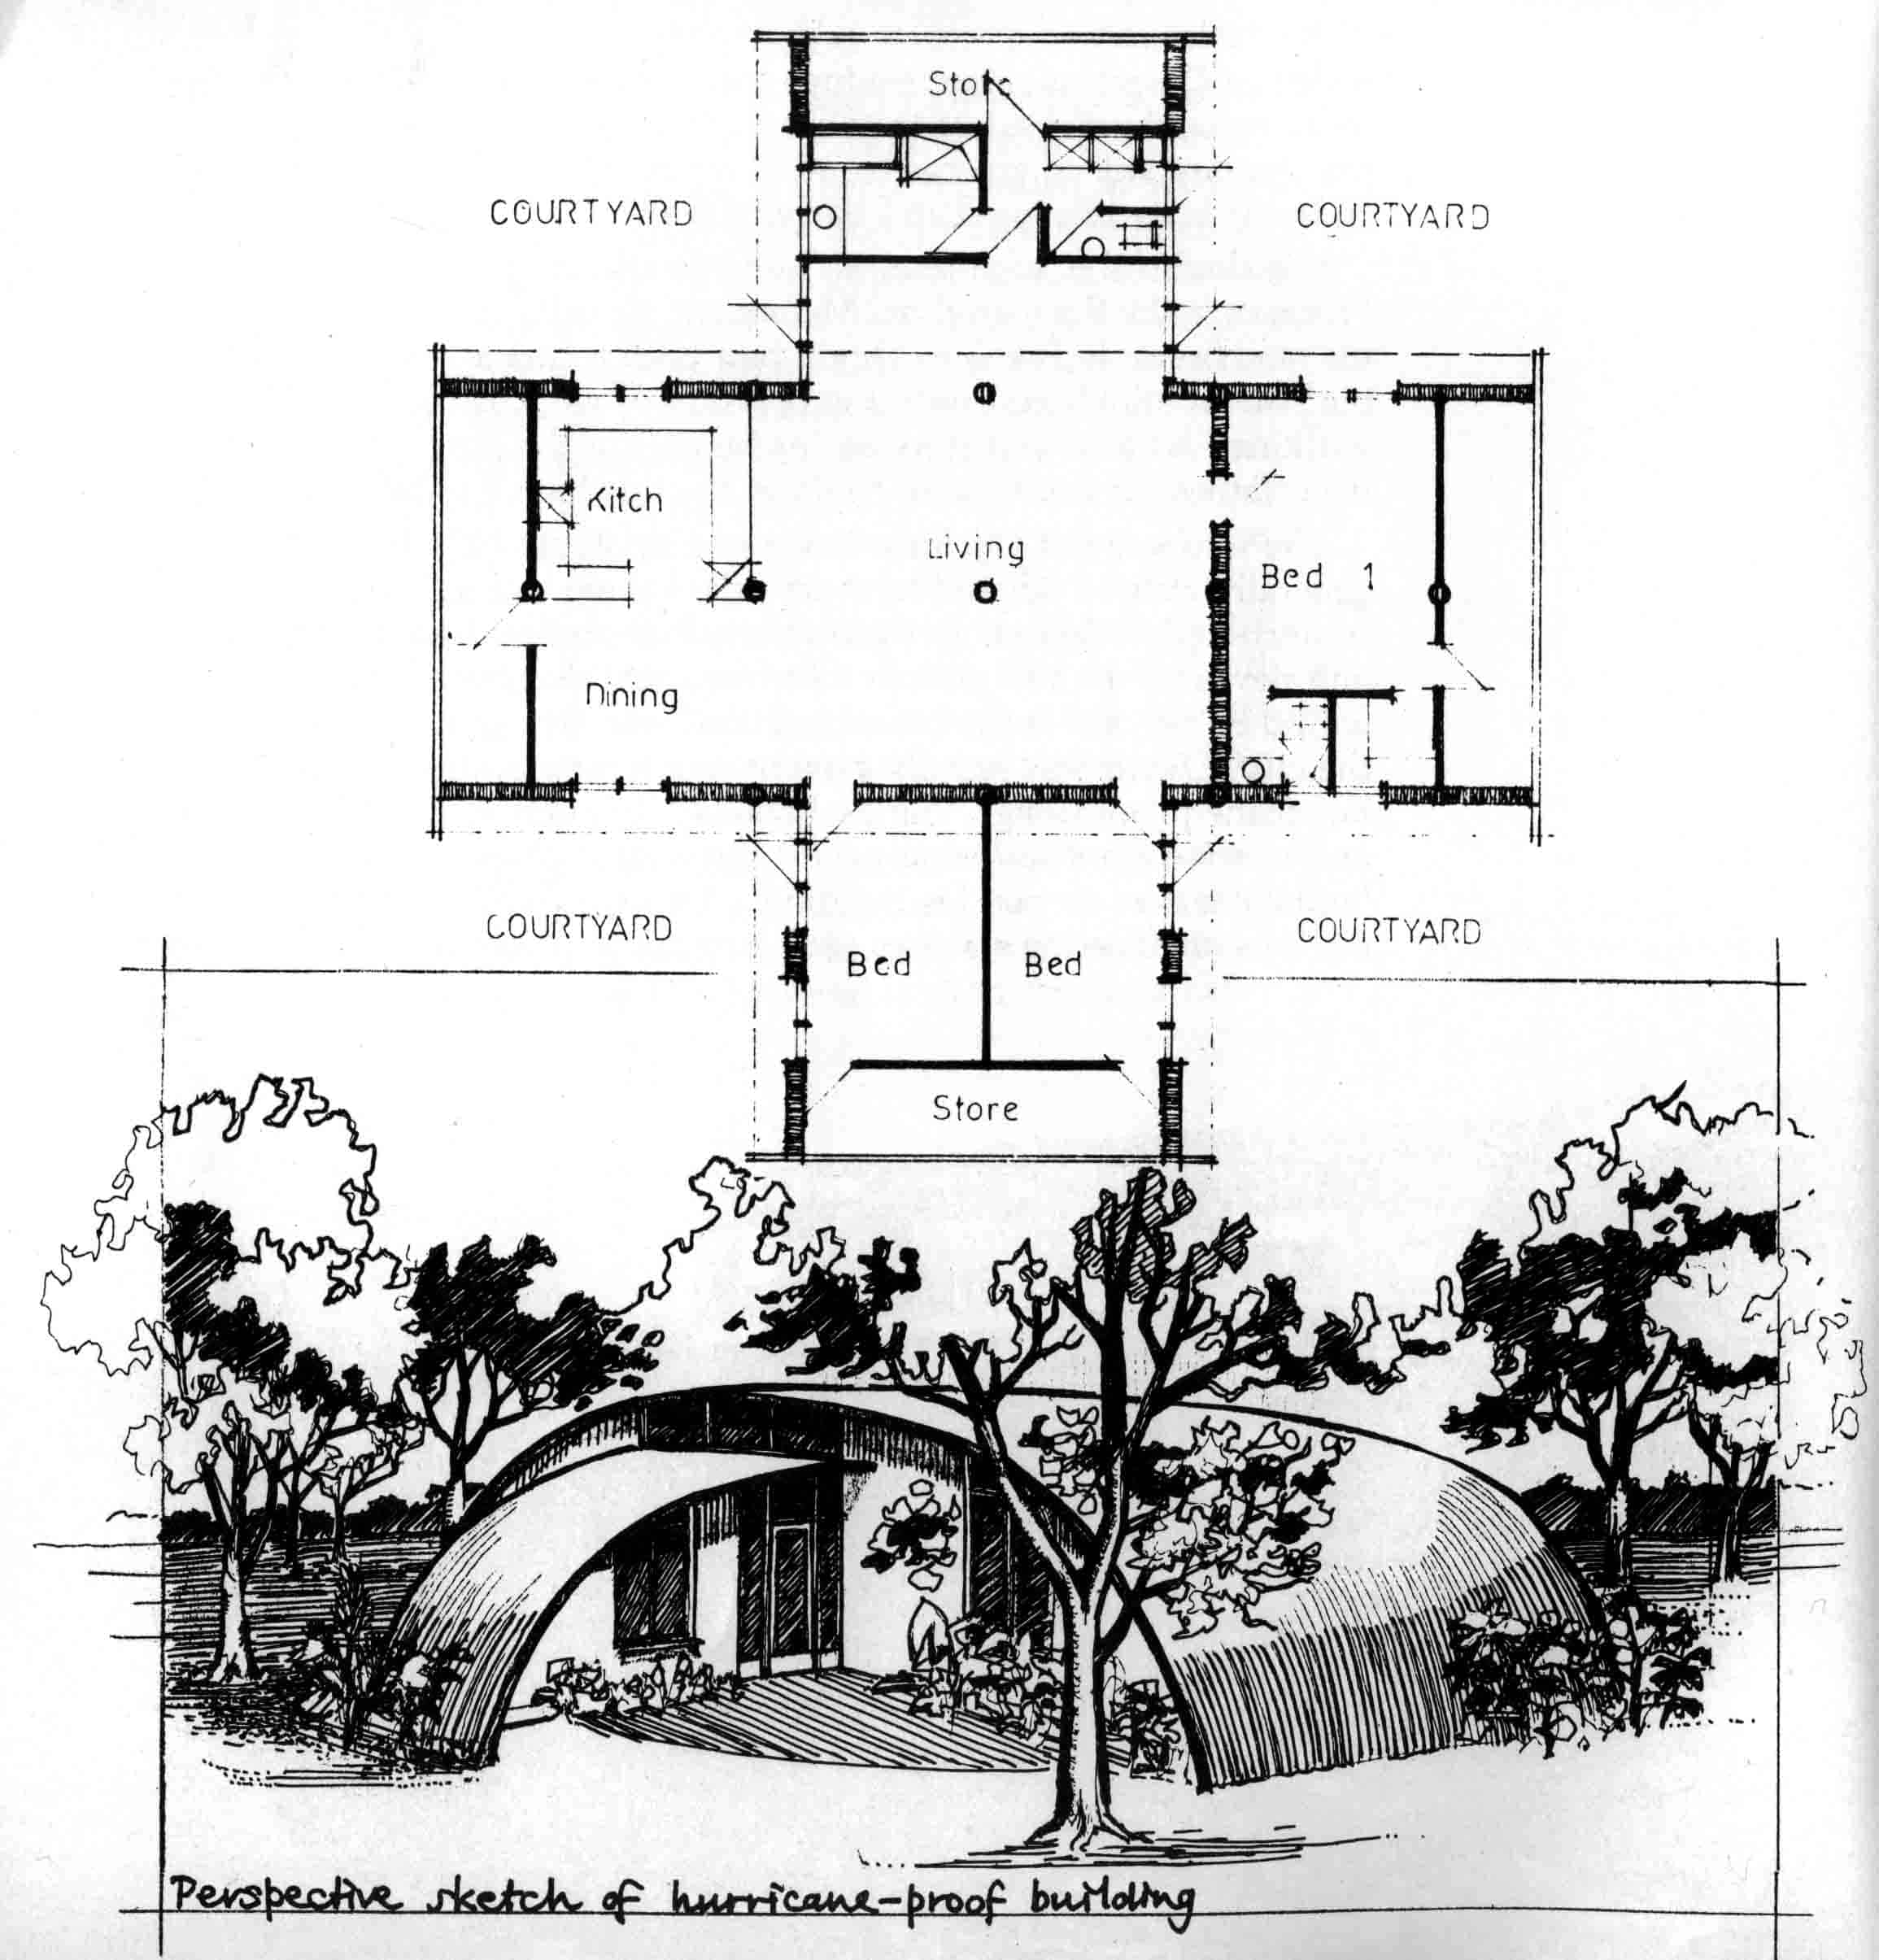 Store
COURTYARD COURTYARD
Kitch
Living
Bed 1
Dining
COURTYARD COURTYARD
Bed Bed
Store
Perspective sketch of hurricane-proof building